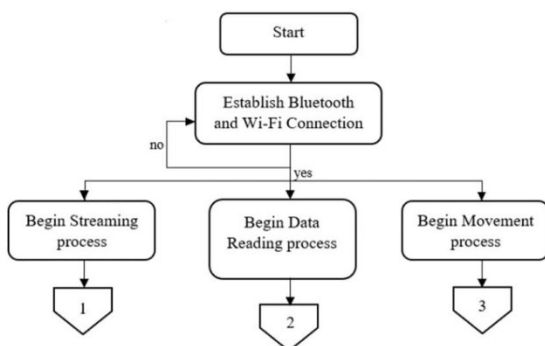 Start
Establish Bluetooth
and Wi-Fi Connection
no
yes
Begin Streaming
process
Begin Data
Reading process
Begin Movement
process
1
2
3